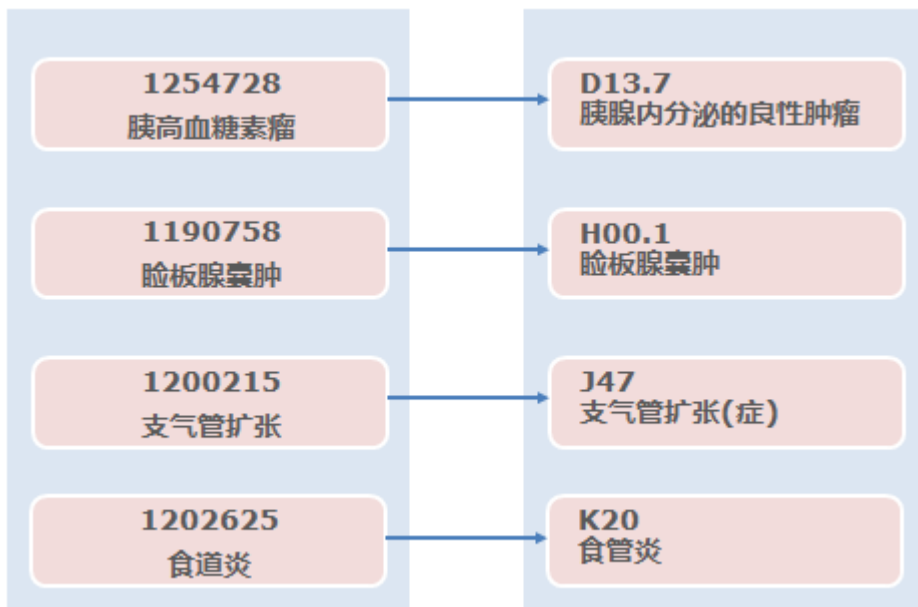 1254728
胰高血糖素瘤
D13.7
胰腺内分泌的良性肿瘤
1190758
睑板腺囊肿
H00.1
睑板腺囊肿
1200215
支气管扩张
J47
支气管扩张(症)
1202625
食道炎
K20
食管炎